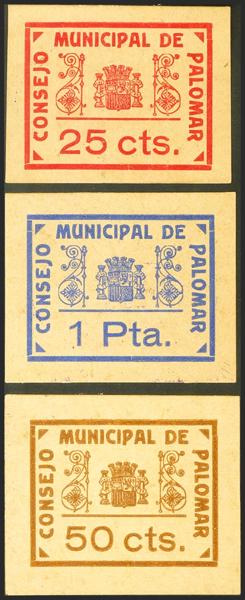 CONSEJO MUNICIPAL DE PALOMAR
25 cts.
CONSEJO MUNICIPAL DE PALOMAR
1 Pta.
CONSEJO MUNICIPAL DE PALOMAR
50 cts.